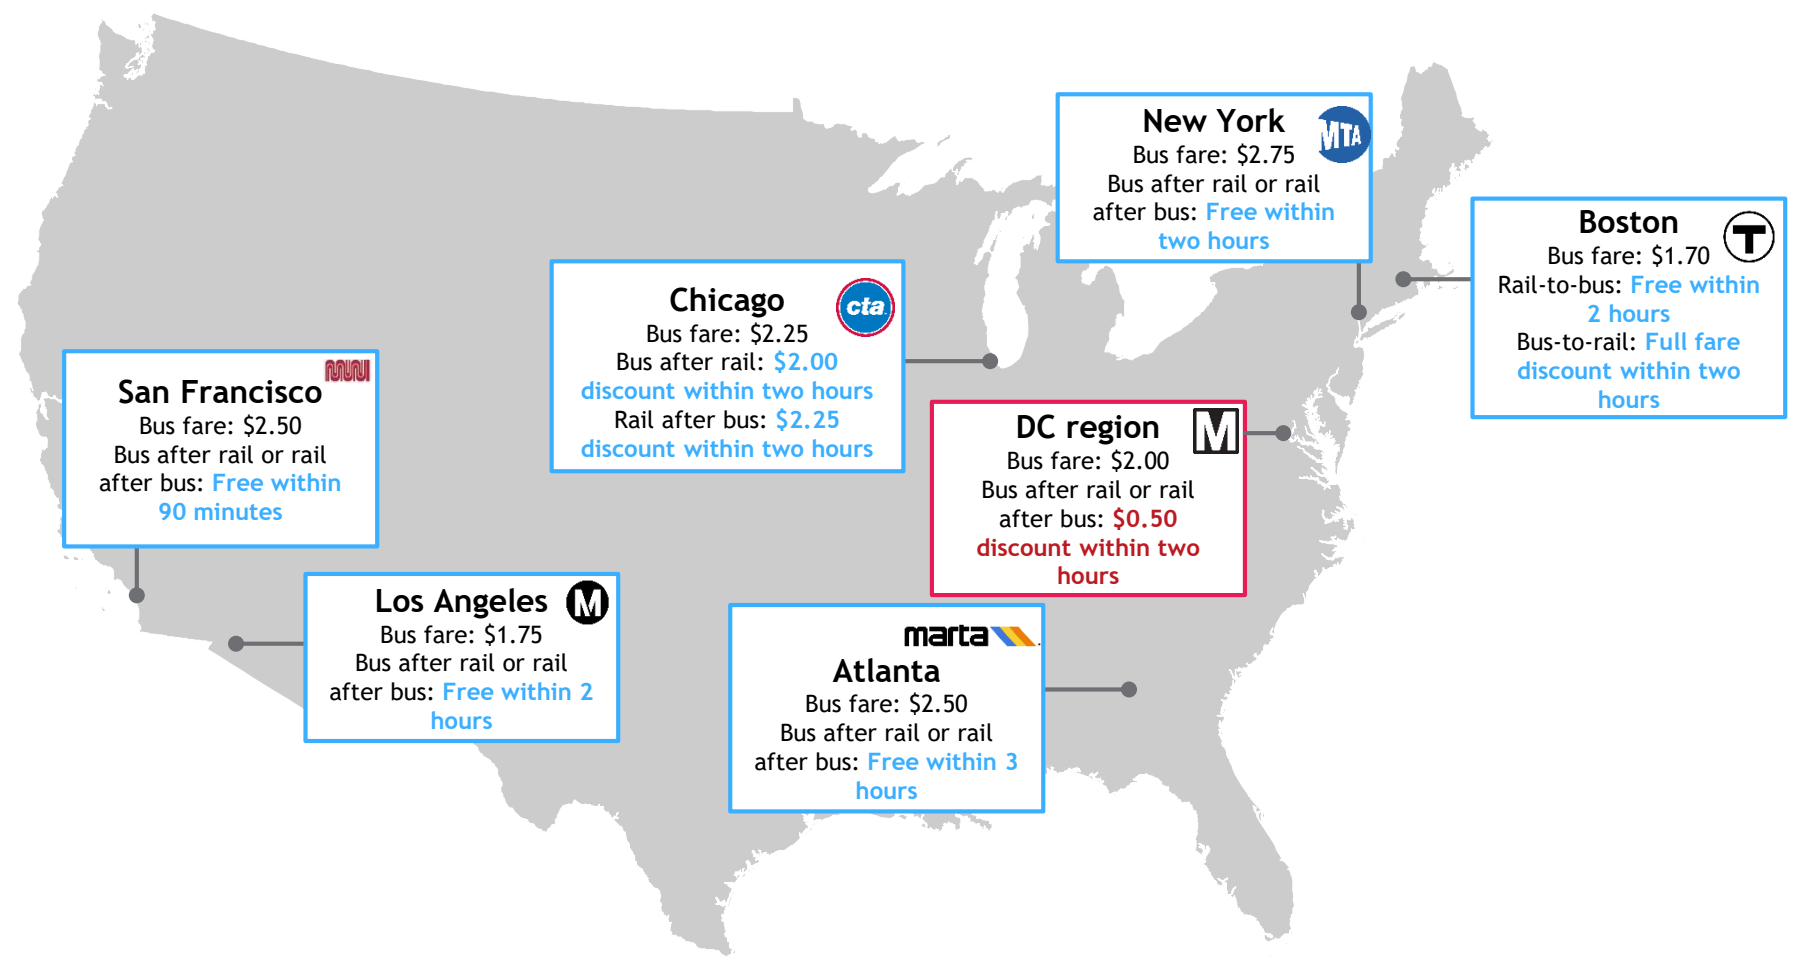 New York
MTA
Bus fare: $2.75
Bus after rail or rail
after bus: Free within
two hours
Boston
T
Bus fare: $1.70
Rail-to-bus: Free within
2 hours
Bus-to-rail: Full fare
discount within two
hours
Chicago
cta
Bus fare: $2.25
Bus after rail: $2.00
discount within two hours
Rail after bus: $2.25
discount within two hours
San Francisco
MUNI
Bus fare: $2.50
Bus after rail or rail
after bus: Free within
90 minutes
DC region
M
Bus fare: $2.00
Bus after rail or rail
after bus: $0.50
discount within two
hours
Los Angeles
M
Bus fare: $1.75
Bus after rail or rail
after bus: Free within 2
hours
marta
Atlanta
Bus fare: $2.50
Bus after rail or rail
after bus: Free within 3
hours